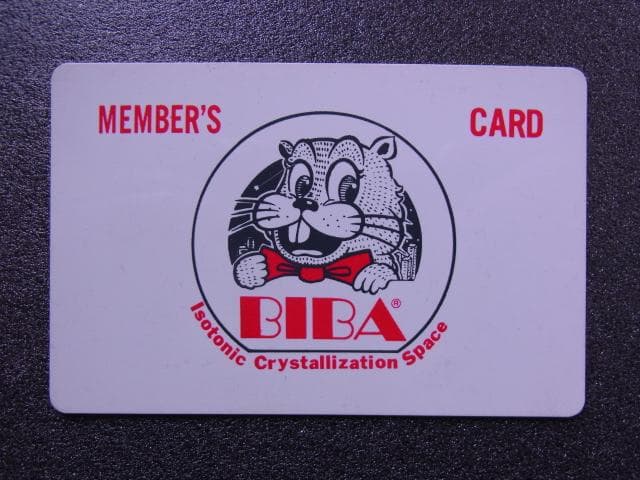 MEMBER'S CARD
BIBA®
Isotonic Crystallization Space